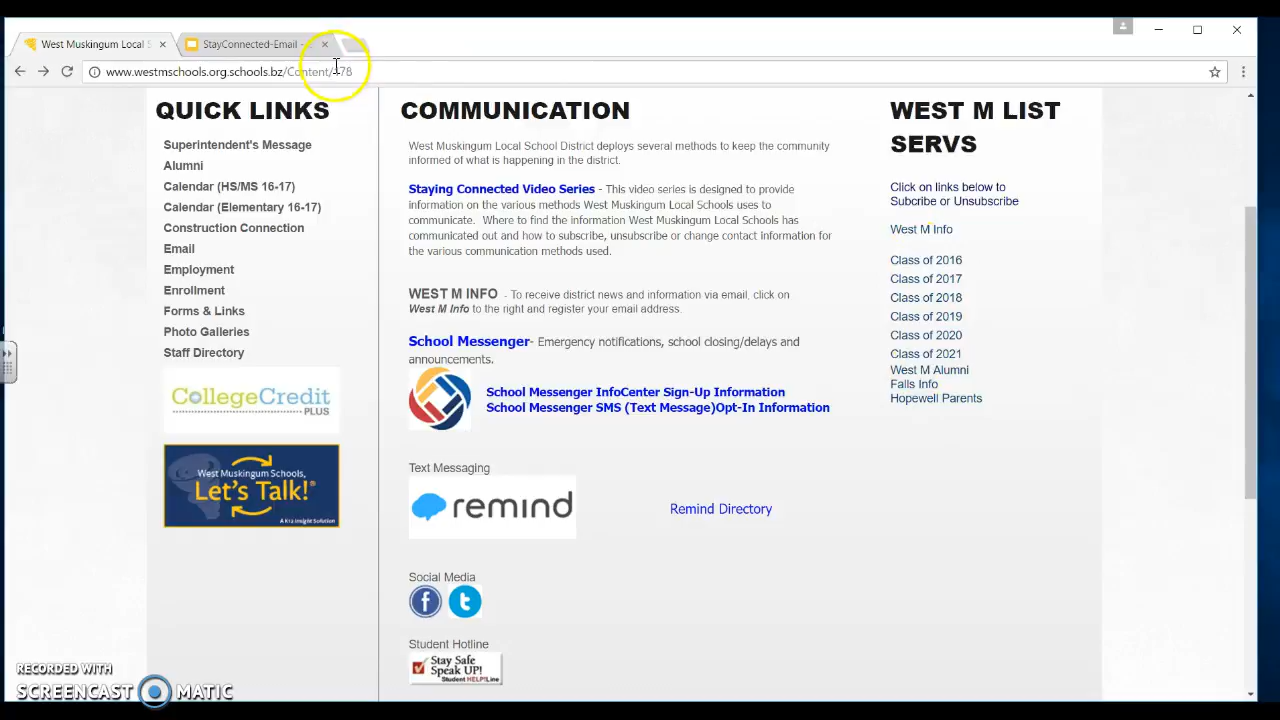 West Muskingum Local S
StayConnected-Email -
www.westmschools.org.schools.bz/Content/
QUICK LINKS
Superintendent's Message
Alumni
Calendar (HS/MS 16-17)
Calendar (Elementary 16-17)
Construction Connection
Email
Employment
Enrollment
Forms & Links
Photo Galleries
Staff Directory
CollegeCredit
PLUS
West Muskingum Schools,
Let's Talk!®
A K12 Insight Solution
COMMUNICATION
West Muskingum Local School District deploys several methods to keep the community
informed of what is happening in the district.
Staying Connected Video Series - This video series is designed to provide
information on the various methods West Muskingum Local Schools uses to
communicate. Where to find the information West Muskingum Local Schools has
communicated out and how to subscribe, unsubscribe or change contact information for
the various communication methods used.
WEST M INFO - To receive district news and information via email, click on
West M Info to the right and register your email address.
School Messenger- Emergency notifications, school closing/delays and
announcements.
School Messenger InfoCenter Sign-Up Information
School Messenger SMS (Text Message)Opt-In Information
Text Messaging
remind
Remind Directory
Social Media
Student Hotline
Stay Safe
Speak UP!
Student HELP!Line
WEST M LIST
SERVS
Click on links below to
Subcribe or Unsubscribe
West M Info
Class of 2016
Class of 2017
Class of 2018
Class of 2019
Class of 2020
Class of 2021
West M Alumni
Falls Info
Hopewell Parents
RECORDED WITH
SCREENCAST MATIC